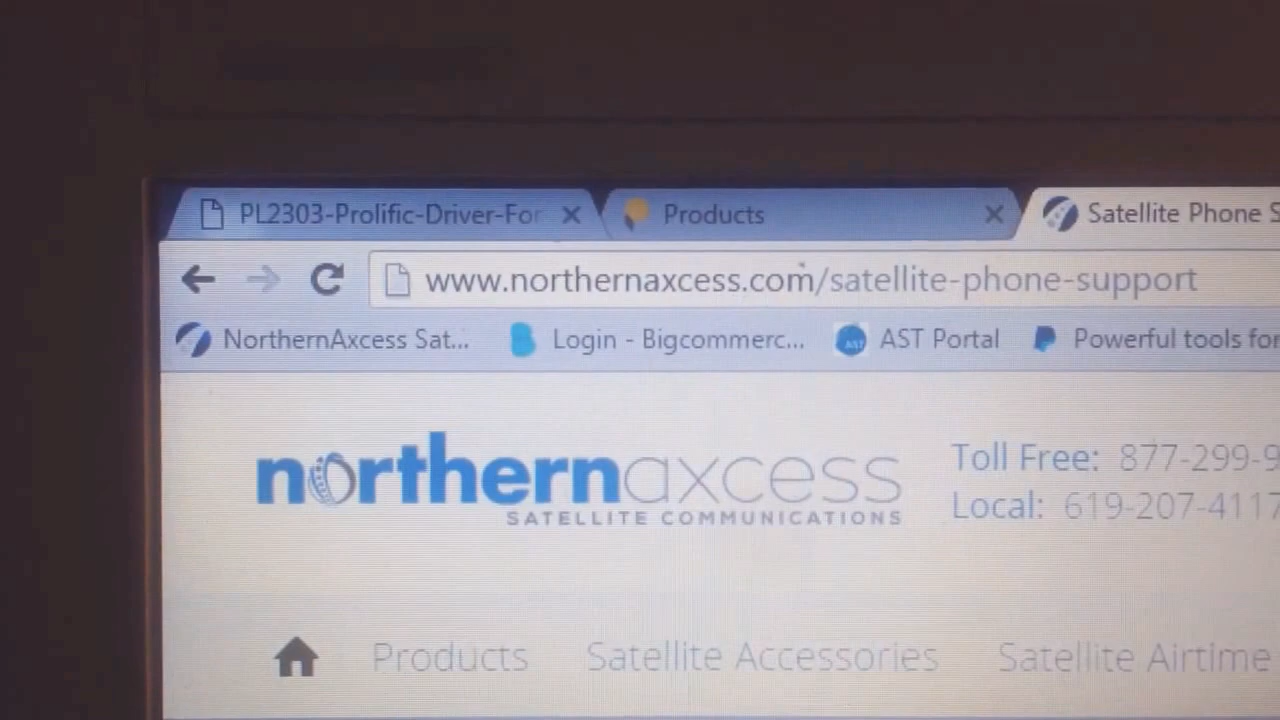 PL2303-Prolific-Driver-For Products Satellite Phone S
www.northernaxcess.com/satellite-phone-support
NorthernAxcess Sat... Login - Bigcommerc... AST Portal Powerful tools for
northernaxcess
SATELLITE COMMUNICATIONS
Toll Free: 877-299-9
Local: 619-207-4117
Products Satellite Accessories Satellite Airtime